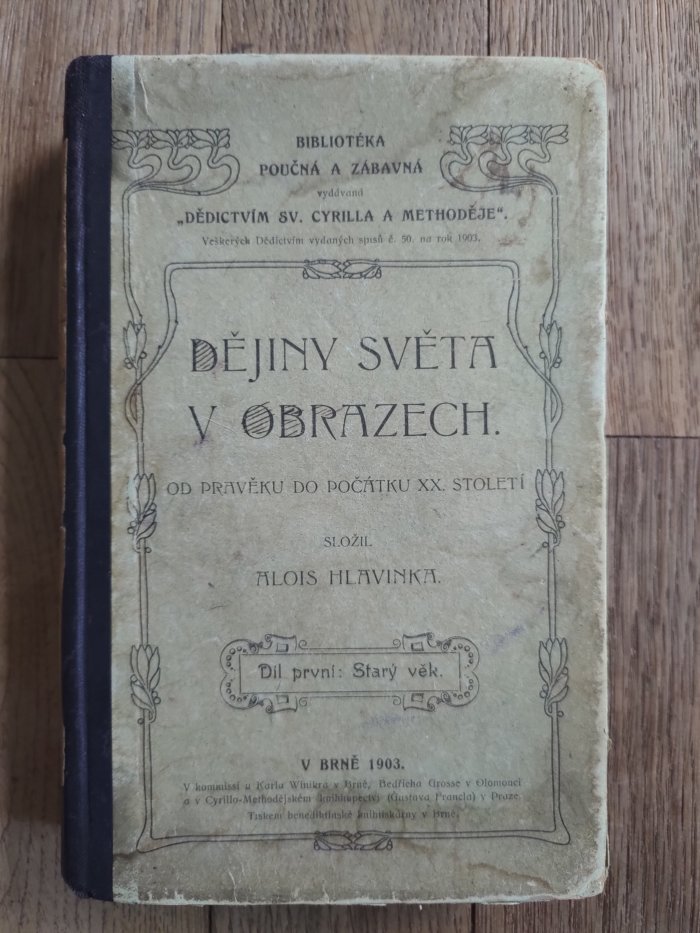 BIBLIOTÉKA
POUČNÁ A ZÁBAVNÁ
vydávaná
„DĚDICTVÍM SV. CYRILLA A METHODĚJE“.
Veškerých Dědictvím vydaných spisů č. 50. na rok 1903.
DĚJINY SVĚTA
V OBRAZECH.
OD PRAVĚKU DO POČÁTKU XX. STOLETÍ
SLOŽIL
ALOIS HLAVINKA.
Díl první: Starý věk.
V BRNĚ 1903.
V kommissi u Karla Winikra v Brně, Bedřicha Grosse v Olomouci
a v Cyrillo-Methodějském knihkupectví (Gustava Francla) v Praze.
Tiskem benediktinské knihtiskárny v Brně.